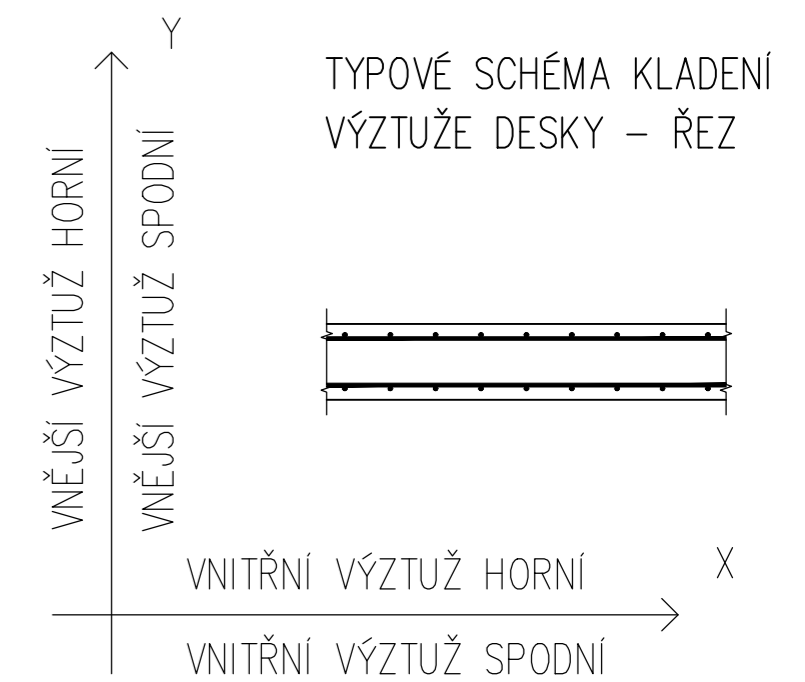 Y
TYPOVÉ SCHÉMA KLADENÍ
VÝZTUŽE DESKY – ŘEZ
VNĚJŠÍ VÝZTUŽ HORNÍ
VNĚJŠÍ VÝZTUŽ SPODNÍ
X
VNITŘNÍ VÝZTUŽ HORNÍ
VNITŘNÍ VÝZTUŽ SPODNÍ